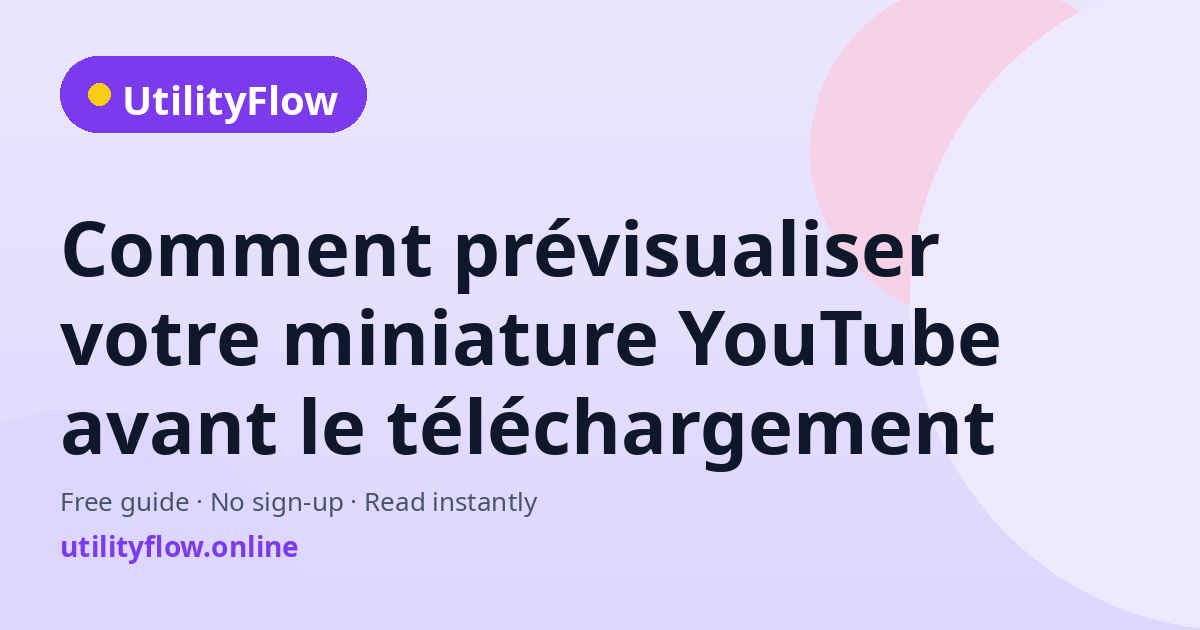 UtilityFlow
Comment prévisualiser
votre miniature YouTube
avant le téléchargement
Free guide · No sign-up · Read instantly
utilityflow.online